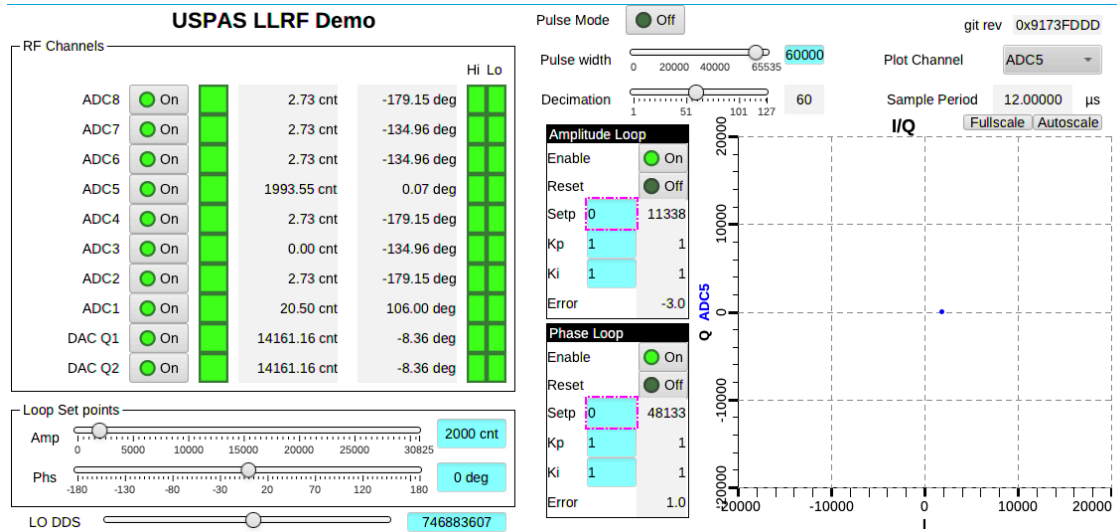 USPAS LLRF Demo
Pulse Mode Off
git rev 0x9173FDDD
RF Channels
Hi Lo
Pulse width 60000
0 20000 40000 65535
Plot Channel ADC5
Decimation 60
1 51 101 127
Sample Period 12.00000 µs
ADC8 On 2.73 cnt -179.15 deg
ADC7 On 2.73 cnt -134.96 deg
ADC6 On 2.73 cnt -134.96 deg
ADC5 On 1993.55 cnt 0.07 deg
ADC4 On 2.73 cnt -179.15 deg
ADC3 On 0.00 cnt -134.96 deg
ADC2 On 2.73 cnt -179.15 deg
ADC1 On 20.50 cnt 106.00 deg
DAC Q1 On 14161.16 cnt -8.36 deg
DAC Q2 On 14161.16 cnt -8.36 deg
Loop Set points
Amp 2000 cnt
0 5000 10000 15000 20000 25000 30825
Phs 0 deg
-180 -130 -80 -30 20 70 120 180
LO DDS 746883607
Amplitude Loop
Enable On
Reset Off
Setp 0 11338
Kp 1 1
Ki 1 1
Error -3.0
Phase Loop
Enable On
Reset Off
Setp 0 48133
Kp 1 1
Ki 1 1
Error 1.0
I/Q
Fullscale Autoscale
20000
10000
0
-10000
-20000
Q ADC5
-20000 -10000 0 10000 20000
I